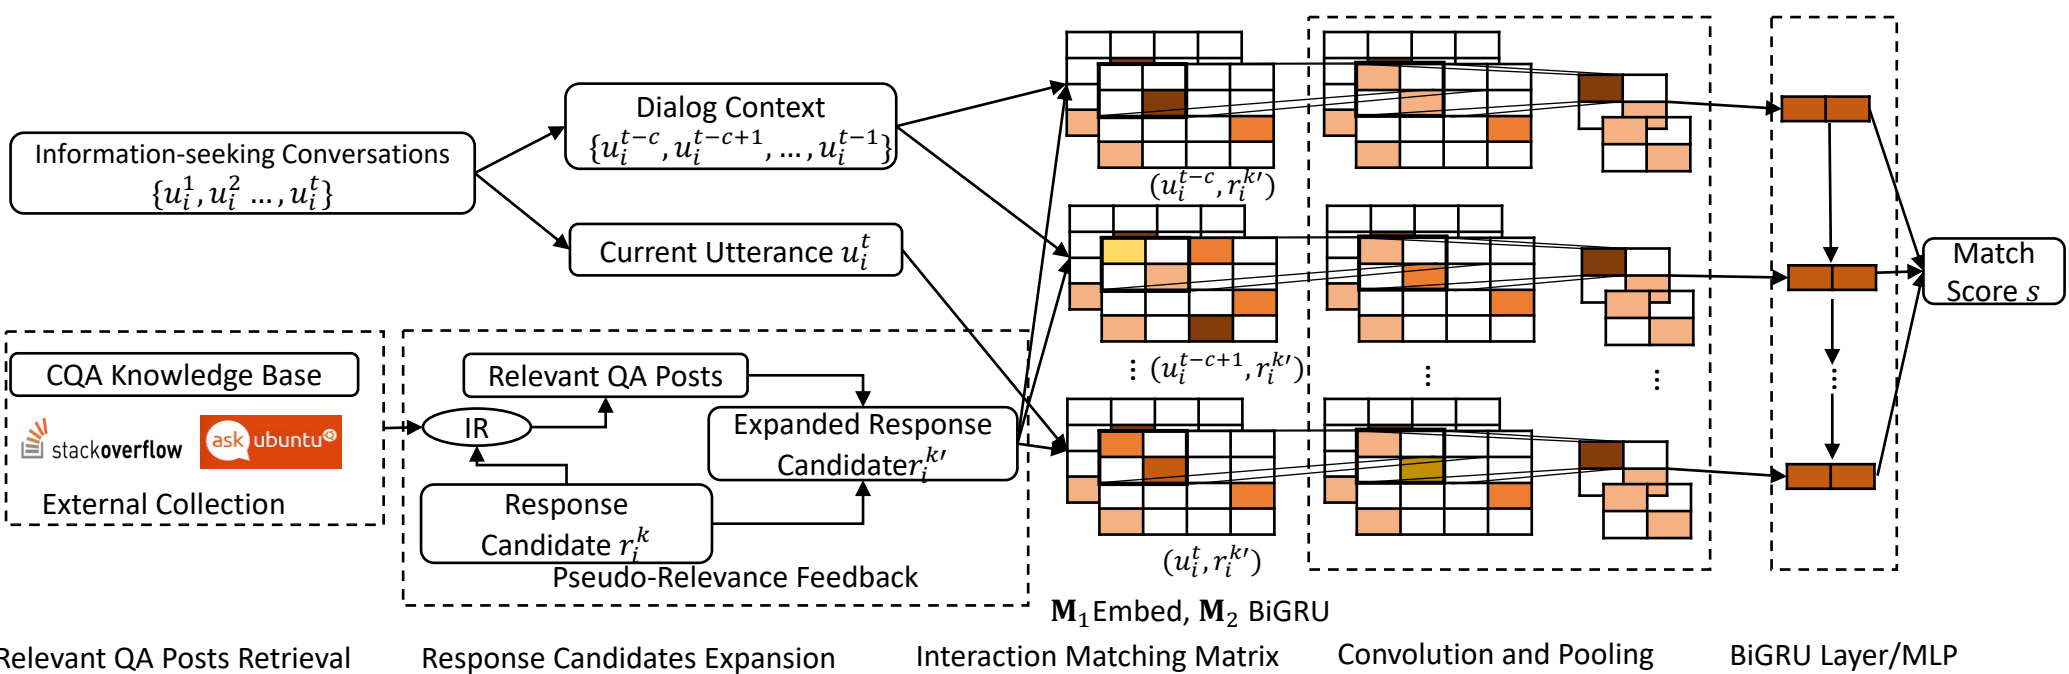 Information-seeking Conversations
{u_i^1, u_i^2 ..., u_i^t}
Dialog Context
{u_i^{t-c}, u_i^{t-c+1}, ..., u_i^{t-1}}
Current Utterance u_i^t
CQA Knowledge Base
stackoverflow
ask ubuntu
External Collection
IR
Relevant QA Posts
Expanded Response
Candidater_i^{k′}
Response
Candidate r_i^k
Pseudo-Relevance Feedback
(u_i^{t-c}, r_i^{k′})
⋮ (u_i^{t-c+1}, r_i^{k′})
⋮
⋮
⋮
(u_i^t, r_i^{k′})
M_1 Embed, M_2 BiGRU
Match
Score s
Relevant QA Posts Retrieval
Response Candidates Expansion
Interaction Matching Matrix
Convolution and Pooling
BiGRU Layer/MLP